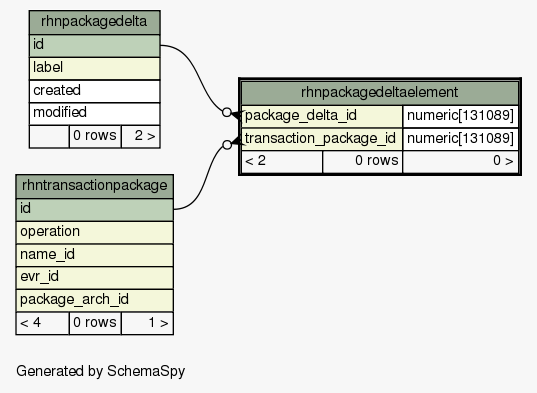 rhnpackagedelta
id
label
created
modified
0 rows 2 >
rhnpackagedeltaelement
package_delta_id numeric[131089]
transaction_package_id numeric[131089]
< 2 0 rows 0 >
rhntransactionpackage
id
operation
name_id
evr_id
package_arch_id
< 4 0 rows 1 >
Generated by SchemaSpy